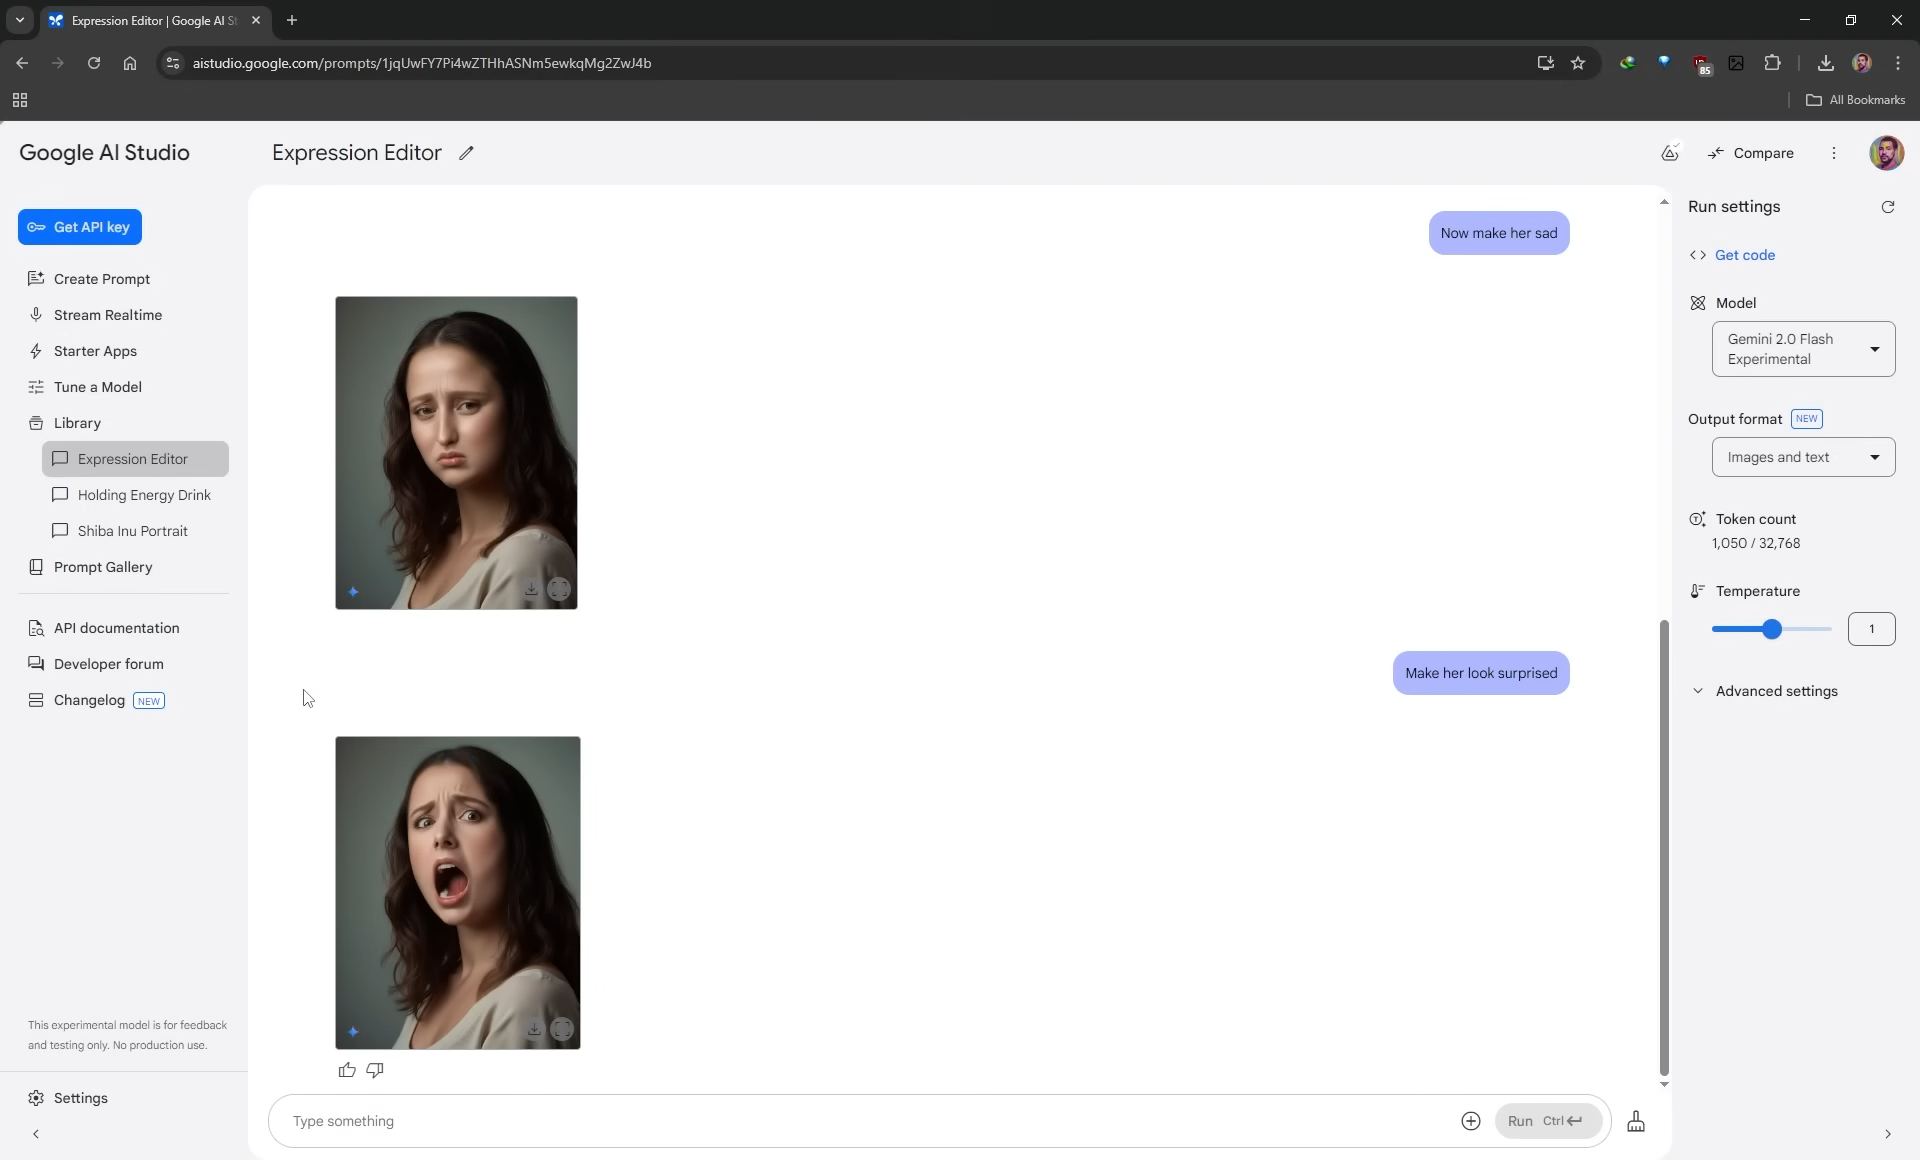 Expression Editor | Google AI St
aistudio.google.com/prompts/1jqUwFY7Pi4wZTHhASNm5ewkqMg2ZwJ4b
85
All Bookmarks
Google AI Studio
Expression Editor
Compare
Get API key
Create Prompt
Stream Realtime
Starter Apps
Tune a Model
Library
Expression Editor
Holding Energy Drink
Shiba Inu Portrait
Prompt Gallery
API documentation
Developer forum
Changelog NEW
This experimental model is for feedback
and testing only. No production use.
Settings
Now make her sad
Make her look surprised
Type something
Run Ctrl
Run settings
Get code
Model
Gemini 2.0 Flash
Experimental
Output format NEW
Images and text
Token count
1,050 / 32,768
Temperature
1
Advanced settings